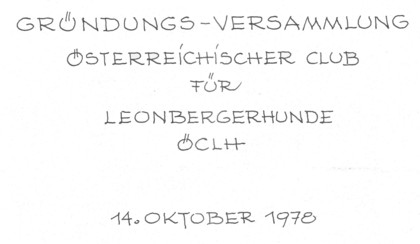 GRÜNDUNGS-VERSAMMLUNG
ÖSTERREICHISCHER CLUB
FÜR
LEONBERGERHUNDE
ÖCLH
14. OKTOBER 1978